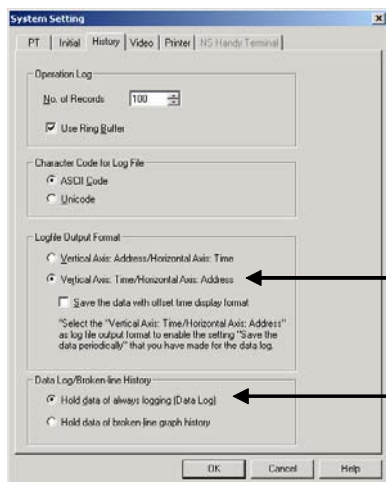 System Setting
PT Initial History Video Printer NS Handy Terminal
Operation Log
No. of Records 100
Use Ring Buffer
Character Code for Log File
ASCII Code
Unicode
Logfile Output Format
Vertical Axis: Address/Horizontal Axis: Time
Vertical Axis: Time/Horizontal Axis: Address
Save the data with offset time display format
"Select the "Vertical Axis: Time/Horizontal Axis: Address"
as log file output format to enable the setting "Save the
data periodically" that you have made for the data log.
Data Log/Broken-line History
Hold data of always logging (Data Log)
Hold data of broken-line graph history
OK Cancel Help